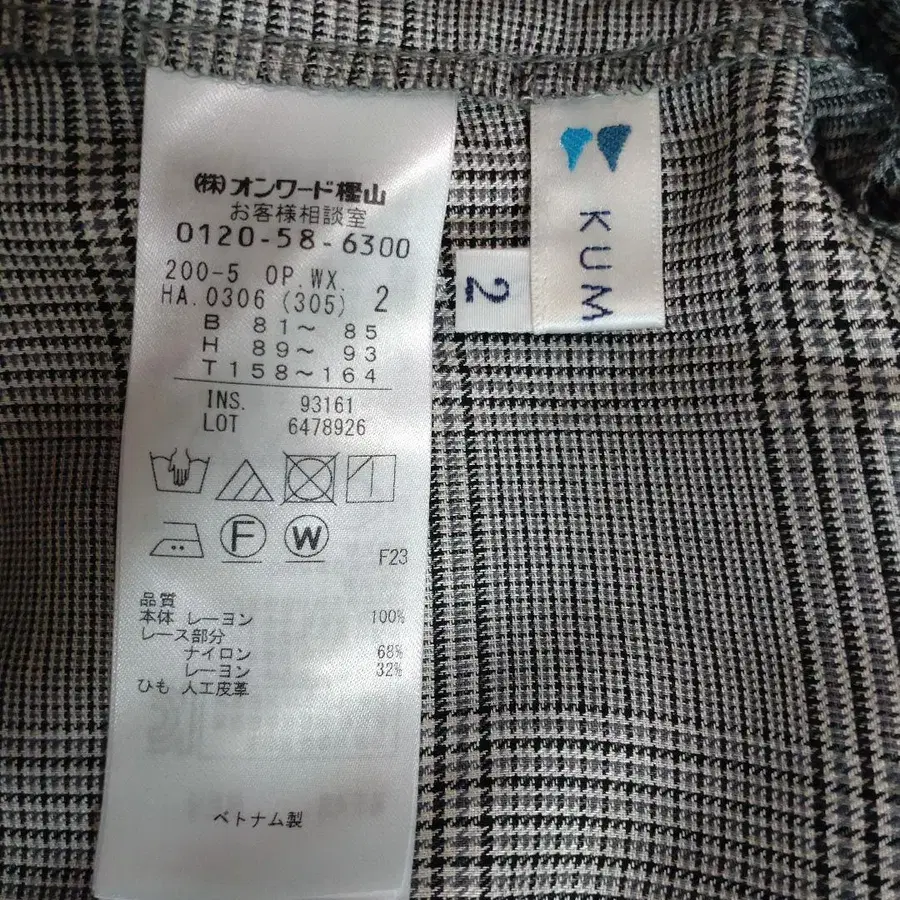 (株)オンワード樫山
お客様相談室
0120-58-6300
200-5 OP.WX.
HA.0306 (305) 2
B 81～ 85
H 89～ 93
T 158～164
INS. 93161
LOT 6478926
F
W
F23
品質
本体 レーヨン 100%
レース部分
ナイロン 68%
レーヨン 32%
ひも 人工皮革
ベトナム製
2
KUM